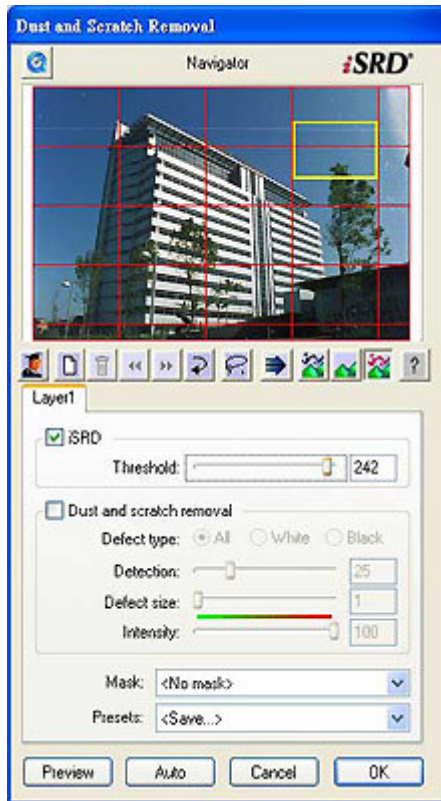 Dust and Scratch Removal
Navigator
iSRD
?
Layer1
iSRD
Threshold: 242
Dust and scratch removal
Defect type: All White Black
Detection: 25
Defect size: 1
Intensity: 100
Mask: <No mask>
Presets: <Save...>
Preview Auto Cancel OK